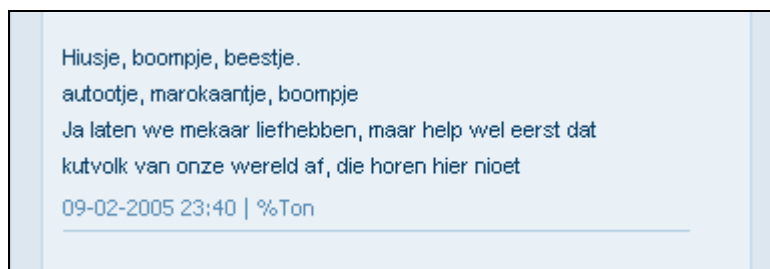 Hiusje, boompje, beestje.
autootje, marokaantje, boompje
Ja laten we mekaar liefhebben, maar help wel eerst dat
kutvolk van onze wereld af, die horen hier nioet
09-02-2005 23:40 | %Ton